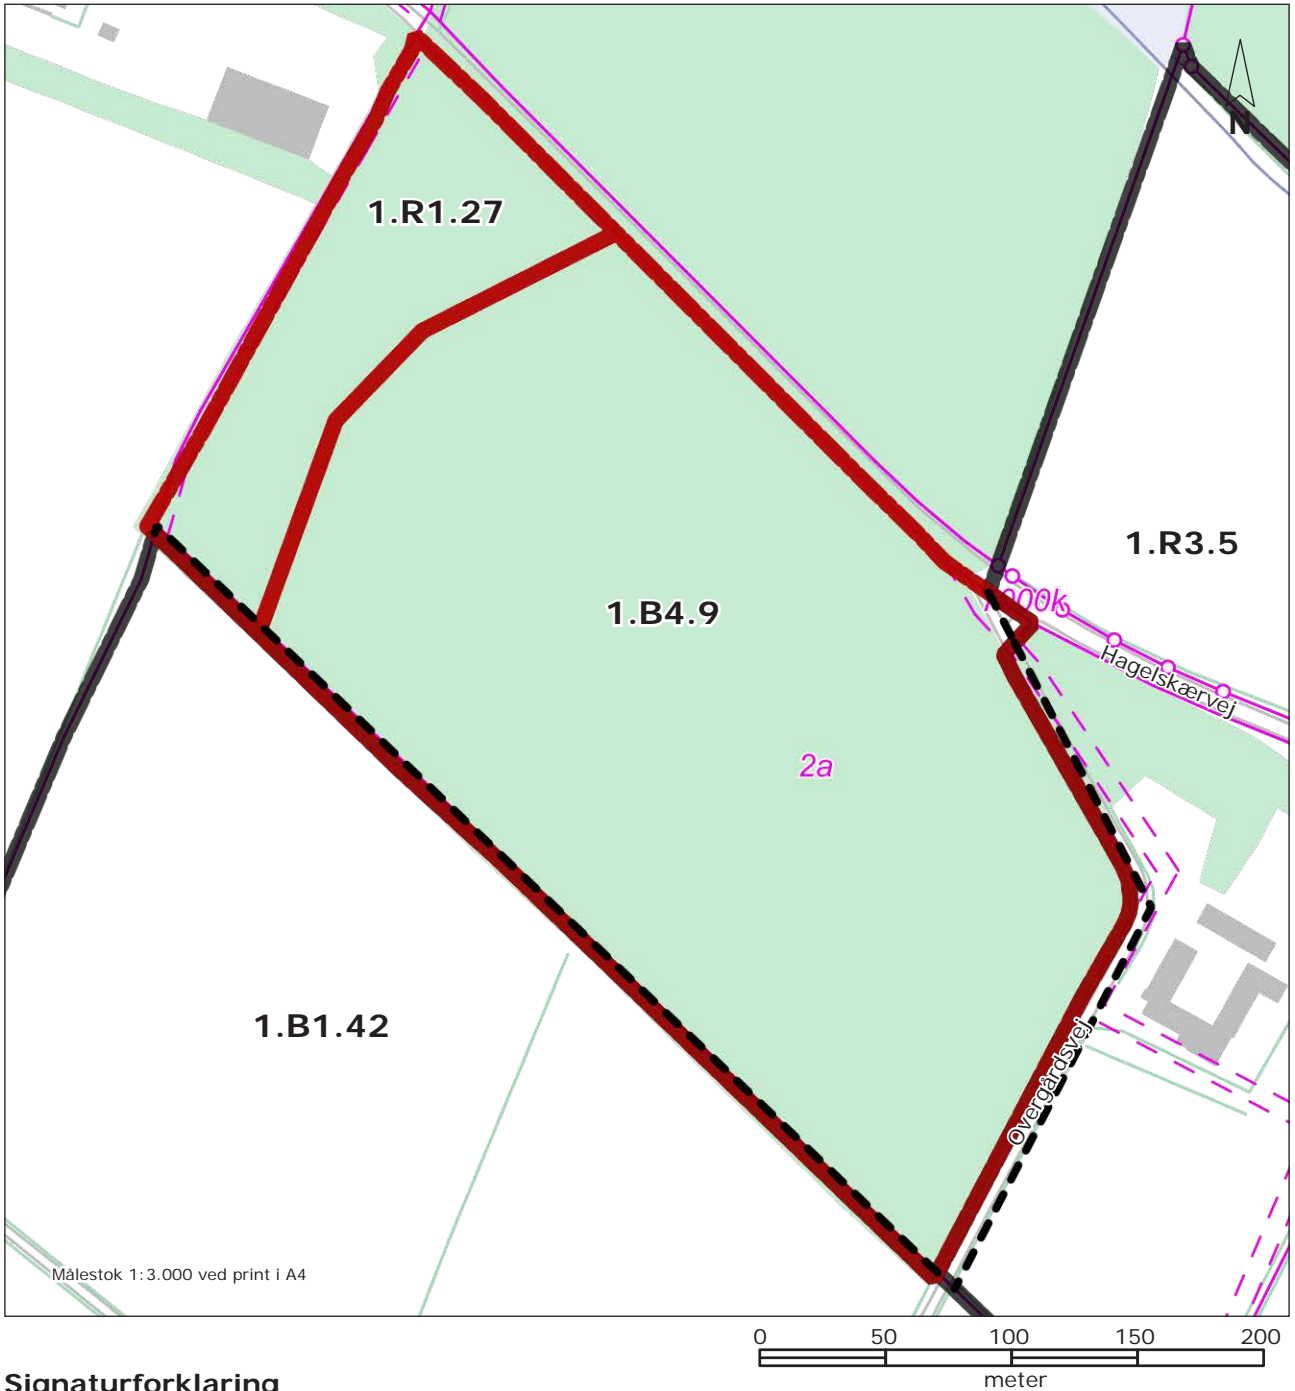 N
1.R1.27
1.R3.5
7000k
1.B4.9
Hagelskærvej
2a
1.B1.42
Overgårdsvej
Målestok 1:3.000 ved print i A4
0 50 100 150 200
meter
Signaturforklaring